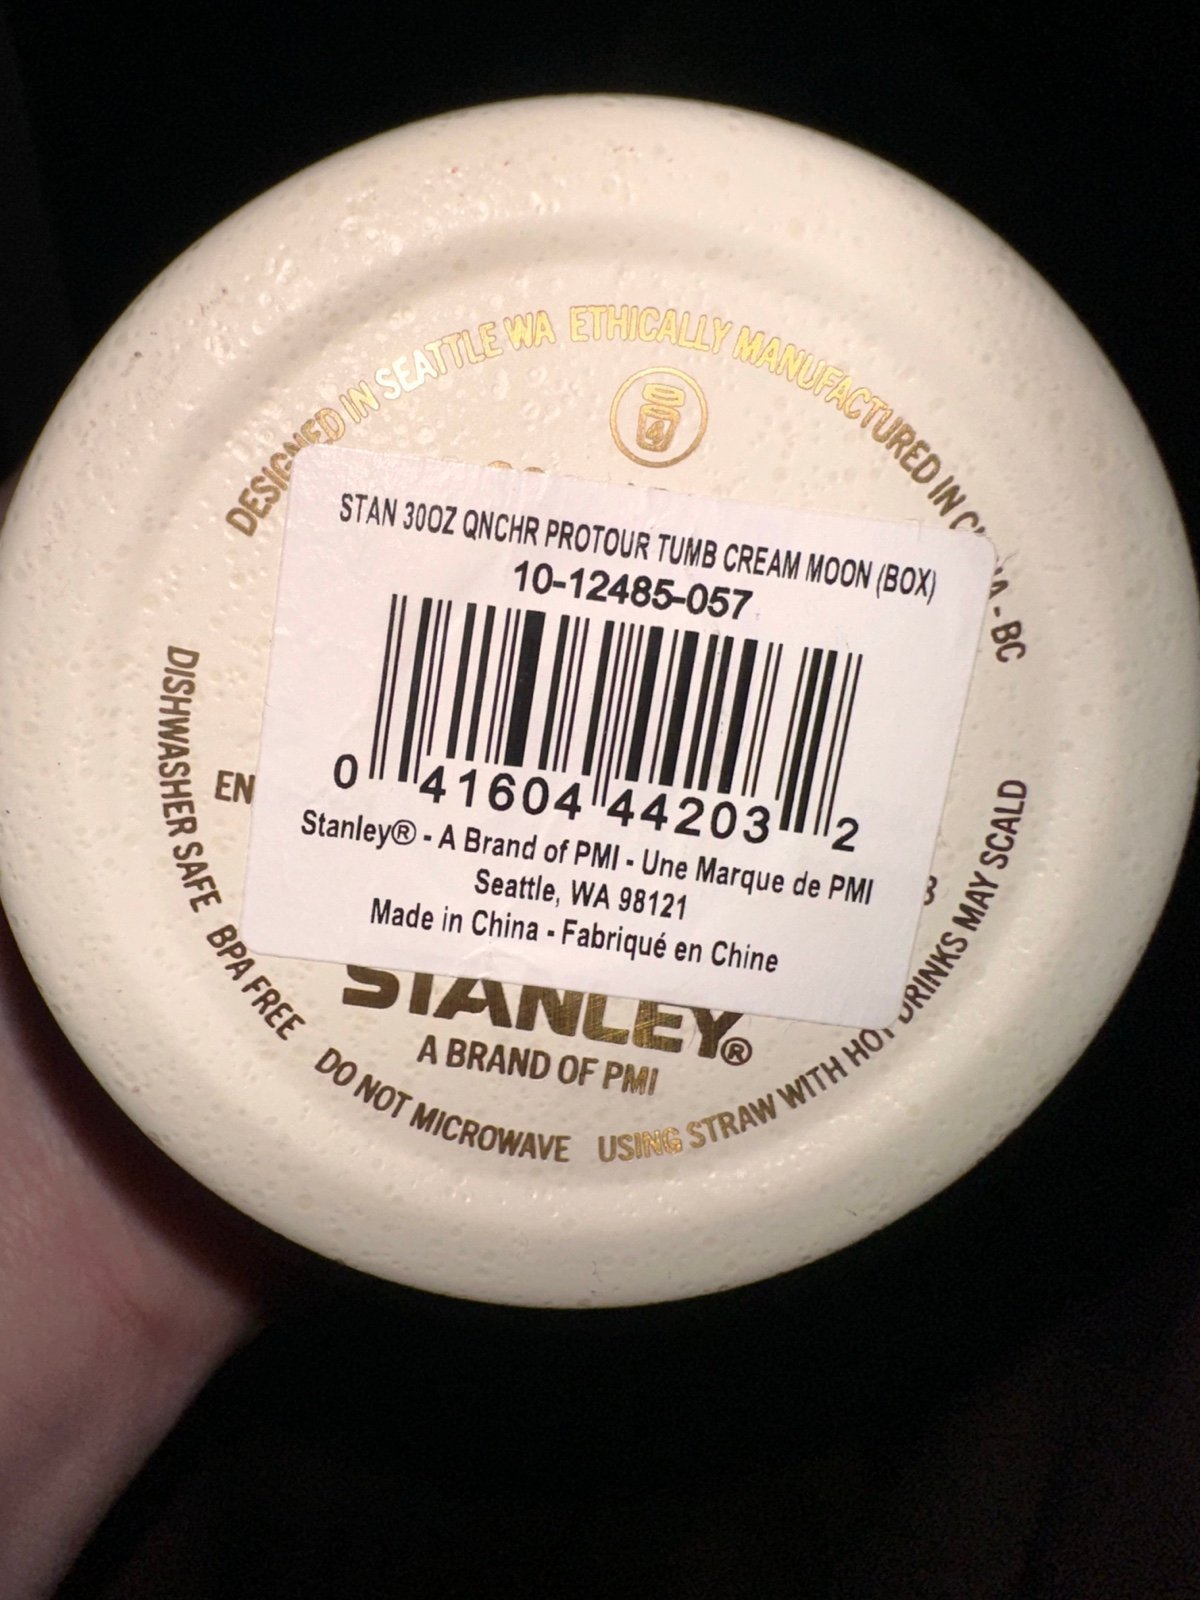 DESIGNED IN SEATTLE WA ETHICALLY MANUFACTURED IN - BC
STAN 30OZ QNCHR PROTOUR TUMB CREAM MOON (BOX)
10-12485-057
0 41604 44203 2
Stanley® - A Brand of PMI - Une Marque de PMI
Seattle, WA 98121
Made in China - Fabriqué en Chine
EN
STANLEY®
A BRAND OF PMI
DISHWASHER SAFE BPA FREE DO NOT MICROWAVE USING STRAW WITH HOT DRINKS MAY SCALD